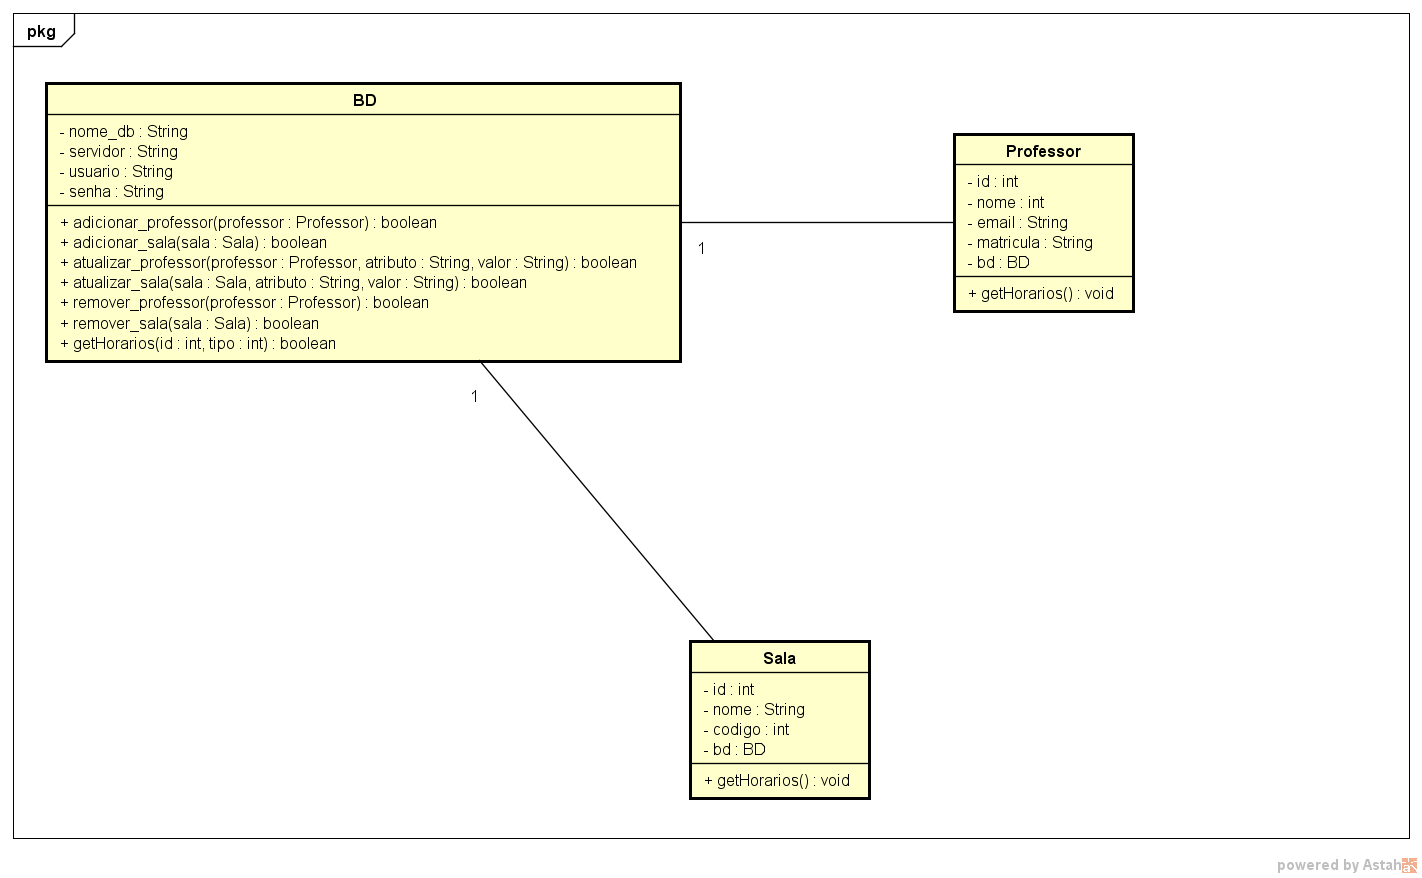 pkg
BD
- nome_db : String
- servidor : String
- usuario : String
- senha : String
+ adicionar_professor(professor : Professor) : boolean
+ adicionar_sala(sala : Sala) : boolean
+ atualizar_professor(professor : Professor, atributo : String, valor : String) : boolean
+ atualizar_sala(sala : Sala, atributo : String, valor : String) : boolean
+ remover_professor(professor : Professor) : boolean
+ remover_sala(sala : Sala) : boolean
+ getHorarios(id : int, tipo : int) : boolean
1
1
Professor
- id : int
- nome : int
- email : String
- matricula : String
- bd : BD
+ getHorarios() : void
Sala
- id : int
- nome : String
- codigo : int
- bd : BD
+ getHorarios() : void
powered by Astah